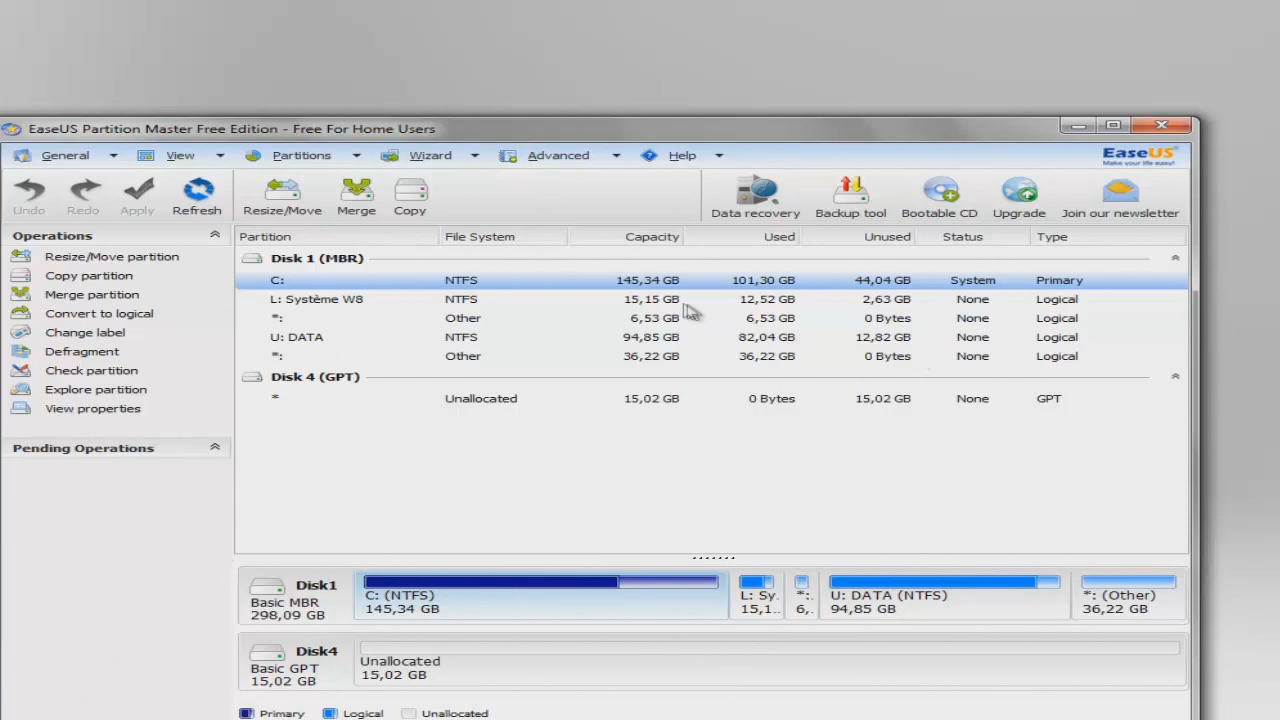 EaseUS Partition Master Free Edition - Free For Home Users
General View Partitions Wizard Advanced Help
EaseUS
Make your life easy!
Undo Redo Apply Refresh Resize/Move Merge Copy Data recovery Backup tool Bootable CD Upgrade Join our newsletter
Operations
Resize/Move partition
Copy partition
Merge partition
Convert to logical
Change label
Defragment
Check partition
Explore partition
View properties
Pending Operations
Partition File System Capacity Used Unused Status Type
Disk 1 (MBR)
C: NTFS 145,34 GB 101,30 GB 44,04 GB System Primary
L: Système W8 NTFS 15,15 GB 12,52 GB 2,63 GB None Logical
*: Other 6,53 GB 6,53 GB 0 Bytes None Logical
U: DATA NTFS 94,85 GB 82,04 GB 12,82 GB None Logical
*: Other 36,22 GB 36,22 GB 0 Bytes None Logical
Disk 4 (GPT)
* Unallocated 15,02 GB 0 Bytes 15,02 GB None GPT
Disk1
Basic MBR
298,09 GB
C: (NTFS)
145,34 GB
L: Sy.
15,1...
*:
6,.
U: DATA (NTFS)
94,85 GB
*: (Other)
36,22 GB
Disk4
Basic GPT
15,02 GB
Unallocated
15,02 GB
Primary Logical Unallocated